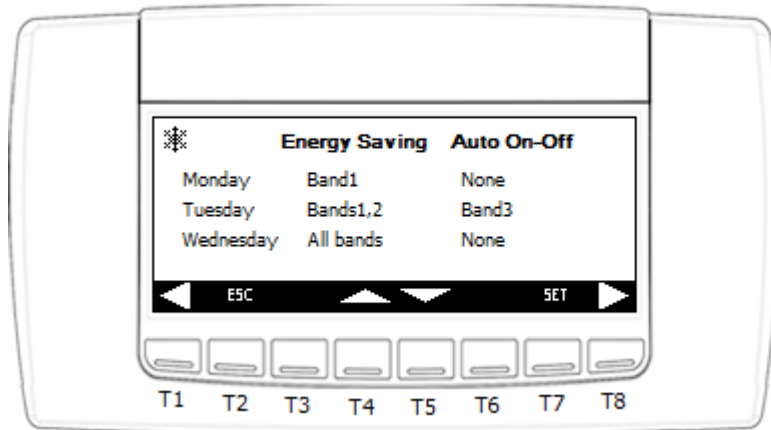 Energy Saving Auto On-Off
Monday Band1 None
Tuesday Bands1,2 Band3
Wednesday All bands None
ESC SET
T1 T2 T3 T4 T5 T6 T7 T8